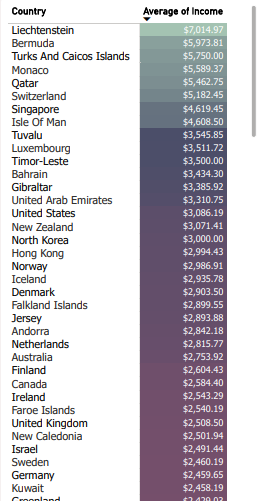 Country Average of Income
Liechtenstein $7,014.97
Bermuda $5,973.81
Turks And Caicos Islands $5,750.00
Monaco $5,589.37
Qatar $5,462.75
Switzerland $5,182.45
Singapore $4,619.45
Isle Of Man $4,608.50
Tuvalu $3,545.85
Luxembourg $3,511.72
Timor-Leste $3,500.00
Bahrain $3,434.30
Gibraltar $3,385.92
United Arab Emirates $3,310.75
United States $3,086.19
New Zealand $3,071.41
North Korea $3,000.00
Hong Kong $2,994.43
Norway $2,986.91
Iceland $2,935.78
Denmark $2,903.50
Falkland Islands $2,899.55
Jersey $2,893.88
Andorra $2,842.18
Netherlands $2,815.77
Australia $2,753.92
Finland $2,604.43
Canada $2,584.40
Ireland $2,543.29
Faroe Islands $2,540.19
United Kingdom $2,508.50
New Caledonia $2,501.94
Israel $2,491.44
Sweden $2,460.19
Germany $2,459.65
Kuwait $2,458.19